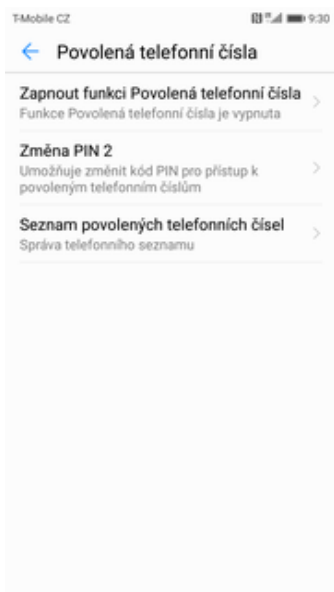 T-Mobile CZ 9:30
Povolená telefonní čísla
Zapnout funkci Povolená telefonní čísla
Funkce Povolená telefonní čísla je vypnuta
Změna PIN 2
Umožňuje změnit kód PIN pro přístup k
povoleným telefonním číslům
Seznam povolených telefonních čísel
Správa telefonního seznamu